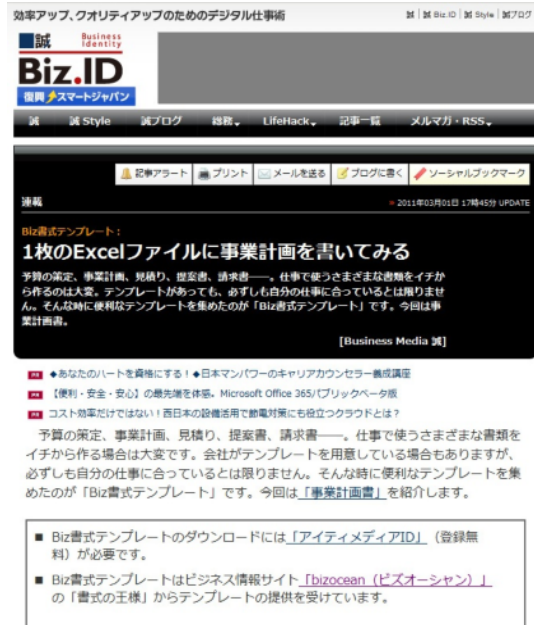 効率アップ、クオリティアップのためのデジタル仕事術
誠 | 誠 Biz.ID | 誠 Style | 誠ブログ
誠 Business Identity
Biz.ID
復興 スマートジャパン
誠 誠 Style 誠ブログ 総務 LifeHack 記事一覧 メルマガ・RSS
記事アラート プリント メールを送る ブログに書く ソーシャルブックマーク
連載
2011年03月01日 17時45分 UPDATE
Biz書式テンプレート：
1枚のExcelファイルに事業計画を書いてみる
予算の策定、事業計画、見積り、提案書、請求書――。仕事で使うさまざまな書類をイチか
ら作るのは大変。テンプレートがあっても、必ずしも自分の仕事に合っているとは限りませ
ん。そんな時に便利なテンプレートを集めたのが「Biz書式テンプレート」です。今回は事
業計画書。
[Business Media 誠]
PR ◆あなたのハートを資格にする！◆日本マンパワーのキャリアカウンセラー養成講座
PR 【便利・安全・安心】の最先端を体感。Microsoft Office 365パブリックベータ版
PR コスト効率だけではない！西日本の設備活用で節電対策にも役立つクラウドとは？
予算の策定、事業計画、見積り、提案書、請求書――。仕事で使うさまざまな書類を
イチから作る場合は大変です。会社がテンプレートを用意している場合もありますが、
必ずしも自分の仕事に合っているとは限りません。そんな時に便利なテンプレートを集
めたのが「Biz書式テンプレート」です。今回は「事業計画書」を紹介します。
■ Biz書式テンプレートのダウンロードには「アイティメディアID」（登録無
料）が必要です。
■ Biz書式テンプレートはビジネス情報サイト「bizocean（ビズオーシャン）」
の「書式の王様」からテンプレートの提供を受けています。